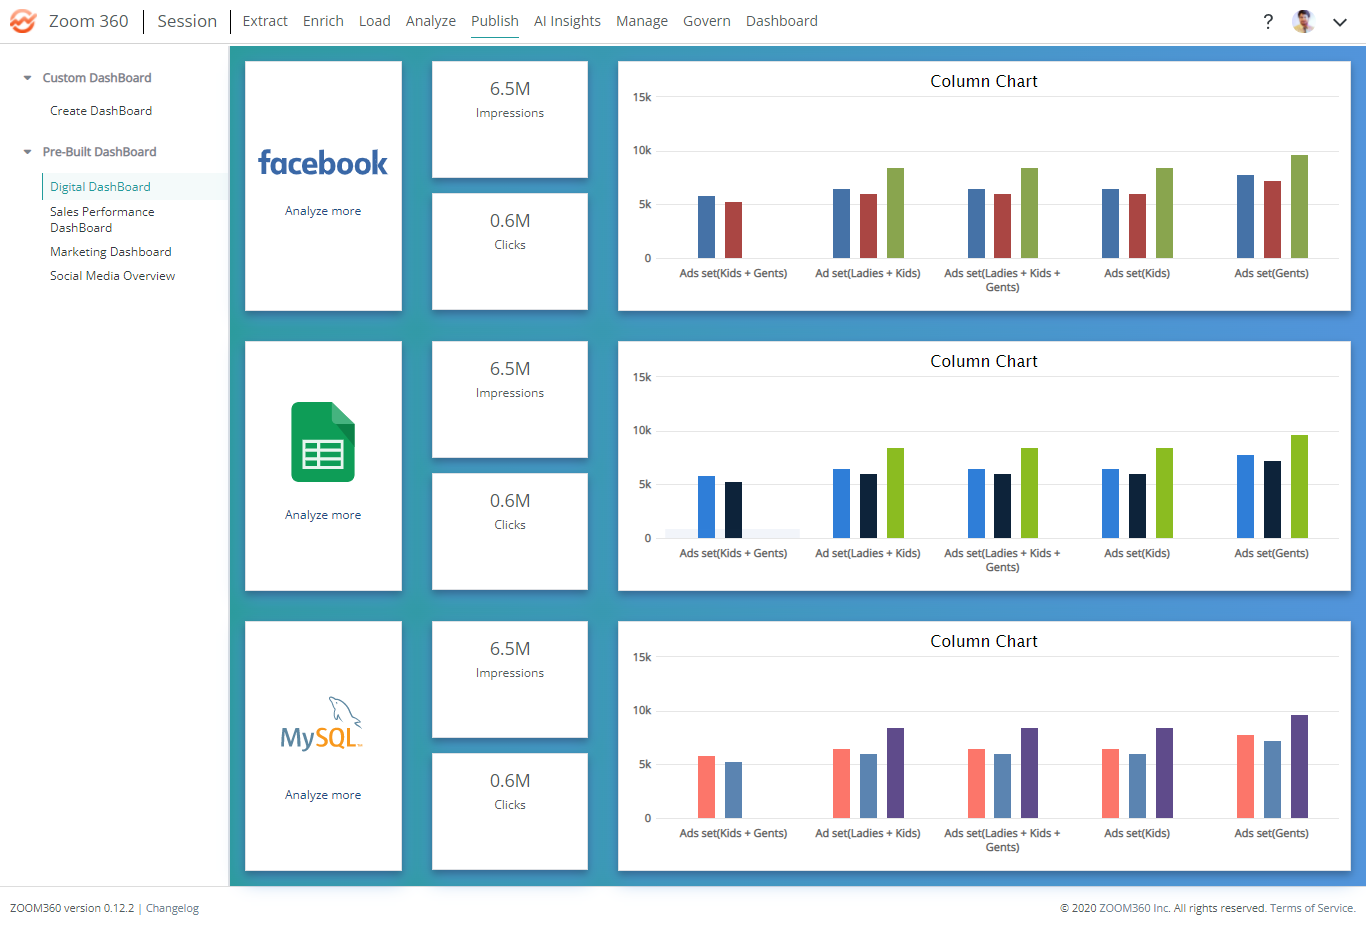 Zoom 360 Session Extract Enrich Load Analyze Publish AI Insights Manage Govern Dashboard ?
Custom DashBoard
Create DashBoard
Pre-Built DashBoard
Digital DashBoard
Sales Performance
DashBoard
Marketing Dashboard
Social Media Overview
facebook
Analyze more
6.5M
Impressions
0.6M
Clicks
Column Chart
15k
10k
5k
0
Ads set(Kids + Gents)
Ad set(Ladies + Kids)
Ads set(Ladies + Kids +
Gents)
Ads set(Kids)
Ads set(Gents)
Analyze more
6.5M
Impressions
0.6M
Clicks
Column Chart
15k
10k
5k
0
Ads set(Kids + Gents)
Ad set(Ladies + Kids)
Ads set(Ladies + Kids +
Gents)
Ads set(Kids)
Ads set(Gents)
MySQL
Analyze more
6.5M
Impressions
0.6M
Clicks
Column Chart
15k
10k
5k
0
Ads set(Kids + Gents)
Ad set(Ladies + Kids)
Ads set(Ladies + Kids +
Gents)
Ads set(Kids)
Ads set(Gents)
ZOOM360 version 0.12.2 | Changelog
© 2020 ZOOM360 Inc. All rights reserved. Terms of Service.